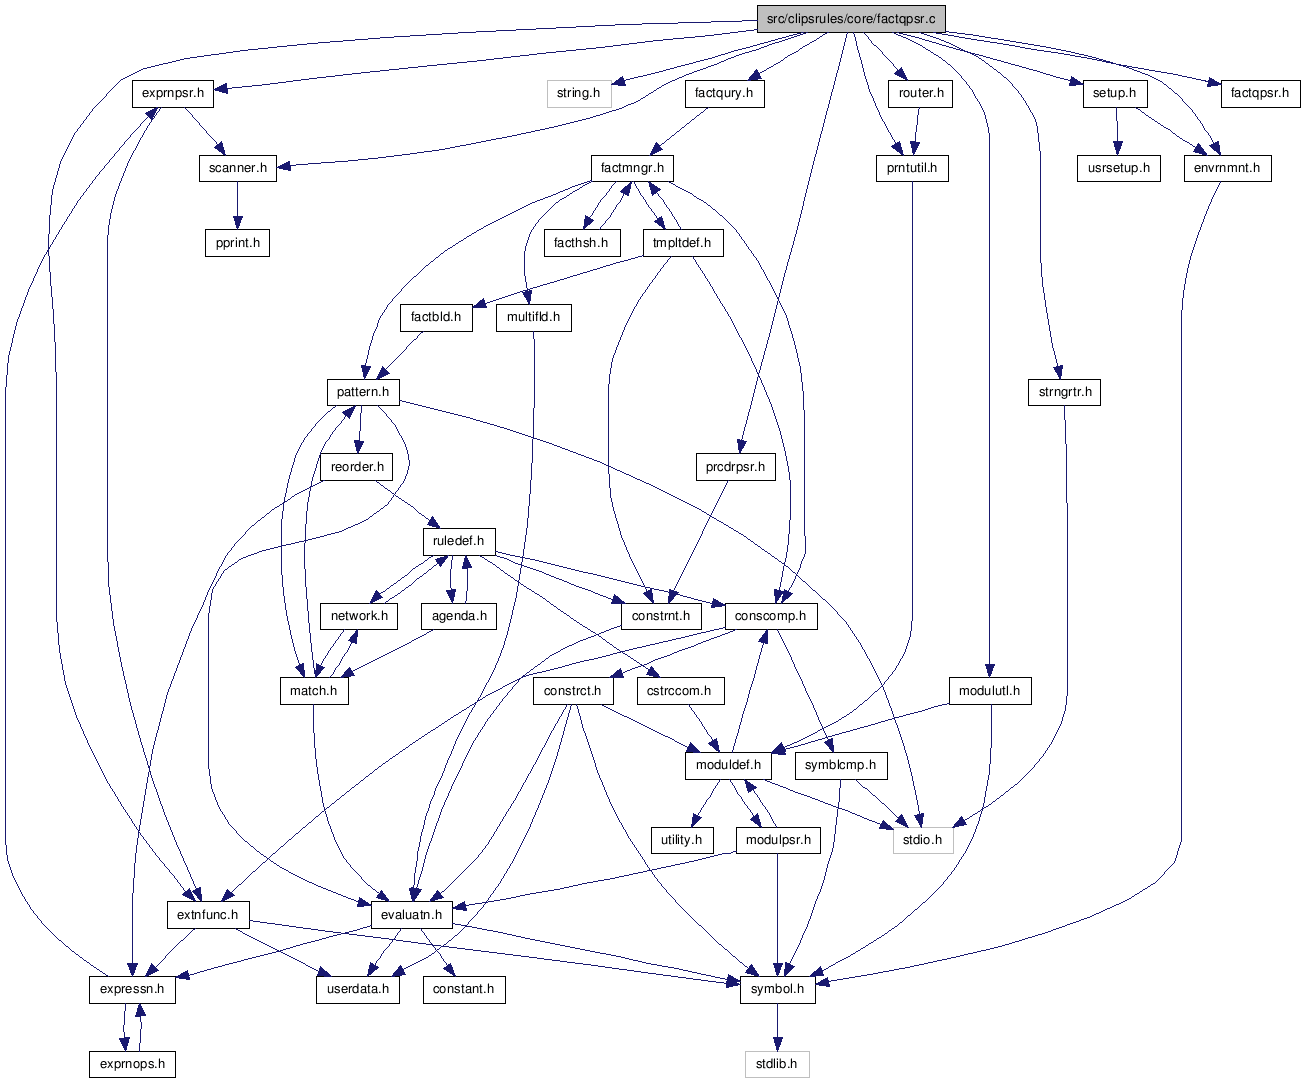 src/clipsrules/core/factqpsr.c
exprnpsr.h
string.h
factqury.h
router.h
setup.h
factqpsr.h
scanner.h
factmngr.h
prntutil.h
usrsetup.h
envrnmnt.h
pprint.h
facthsh.h
tmpltdef.h
factbld.h
multifld.h
pattern.h
strngrtr.h
reorder.h
prcdrpsr.h
ruledef.h
network.h
agenda.h
constrnt.h
conscomp.h
match.h
constrct.h
cstrccom.h
modulutl.h
moduldef.h
symblcmp.h
utility.h
modulpsr.h
stdio.h
extnfunc.h
evaluatn.h
expressn.h
userdata.h
constant.h
symbol.h
exprnops.h
stdlib.h